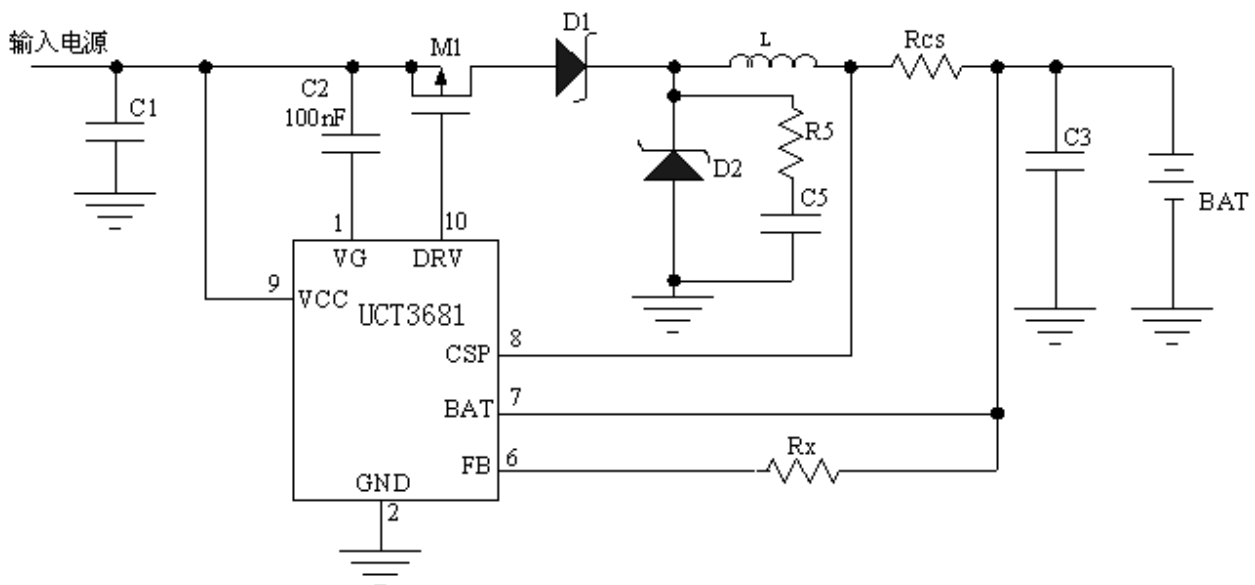 输入电源
C1
C2
100nF
M1
D1
L
Rcs
R5
D2
C5
C3
BAT
1
10
VG
DRV
9
VCC
UCT3681
CSP
8
BAT
7
FB
6
Rx
GND
2